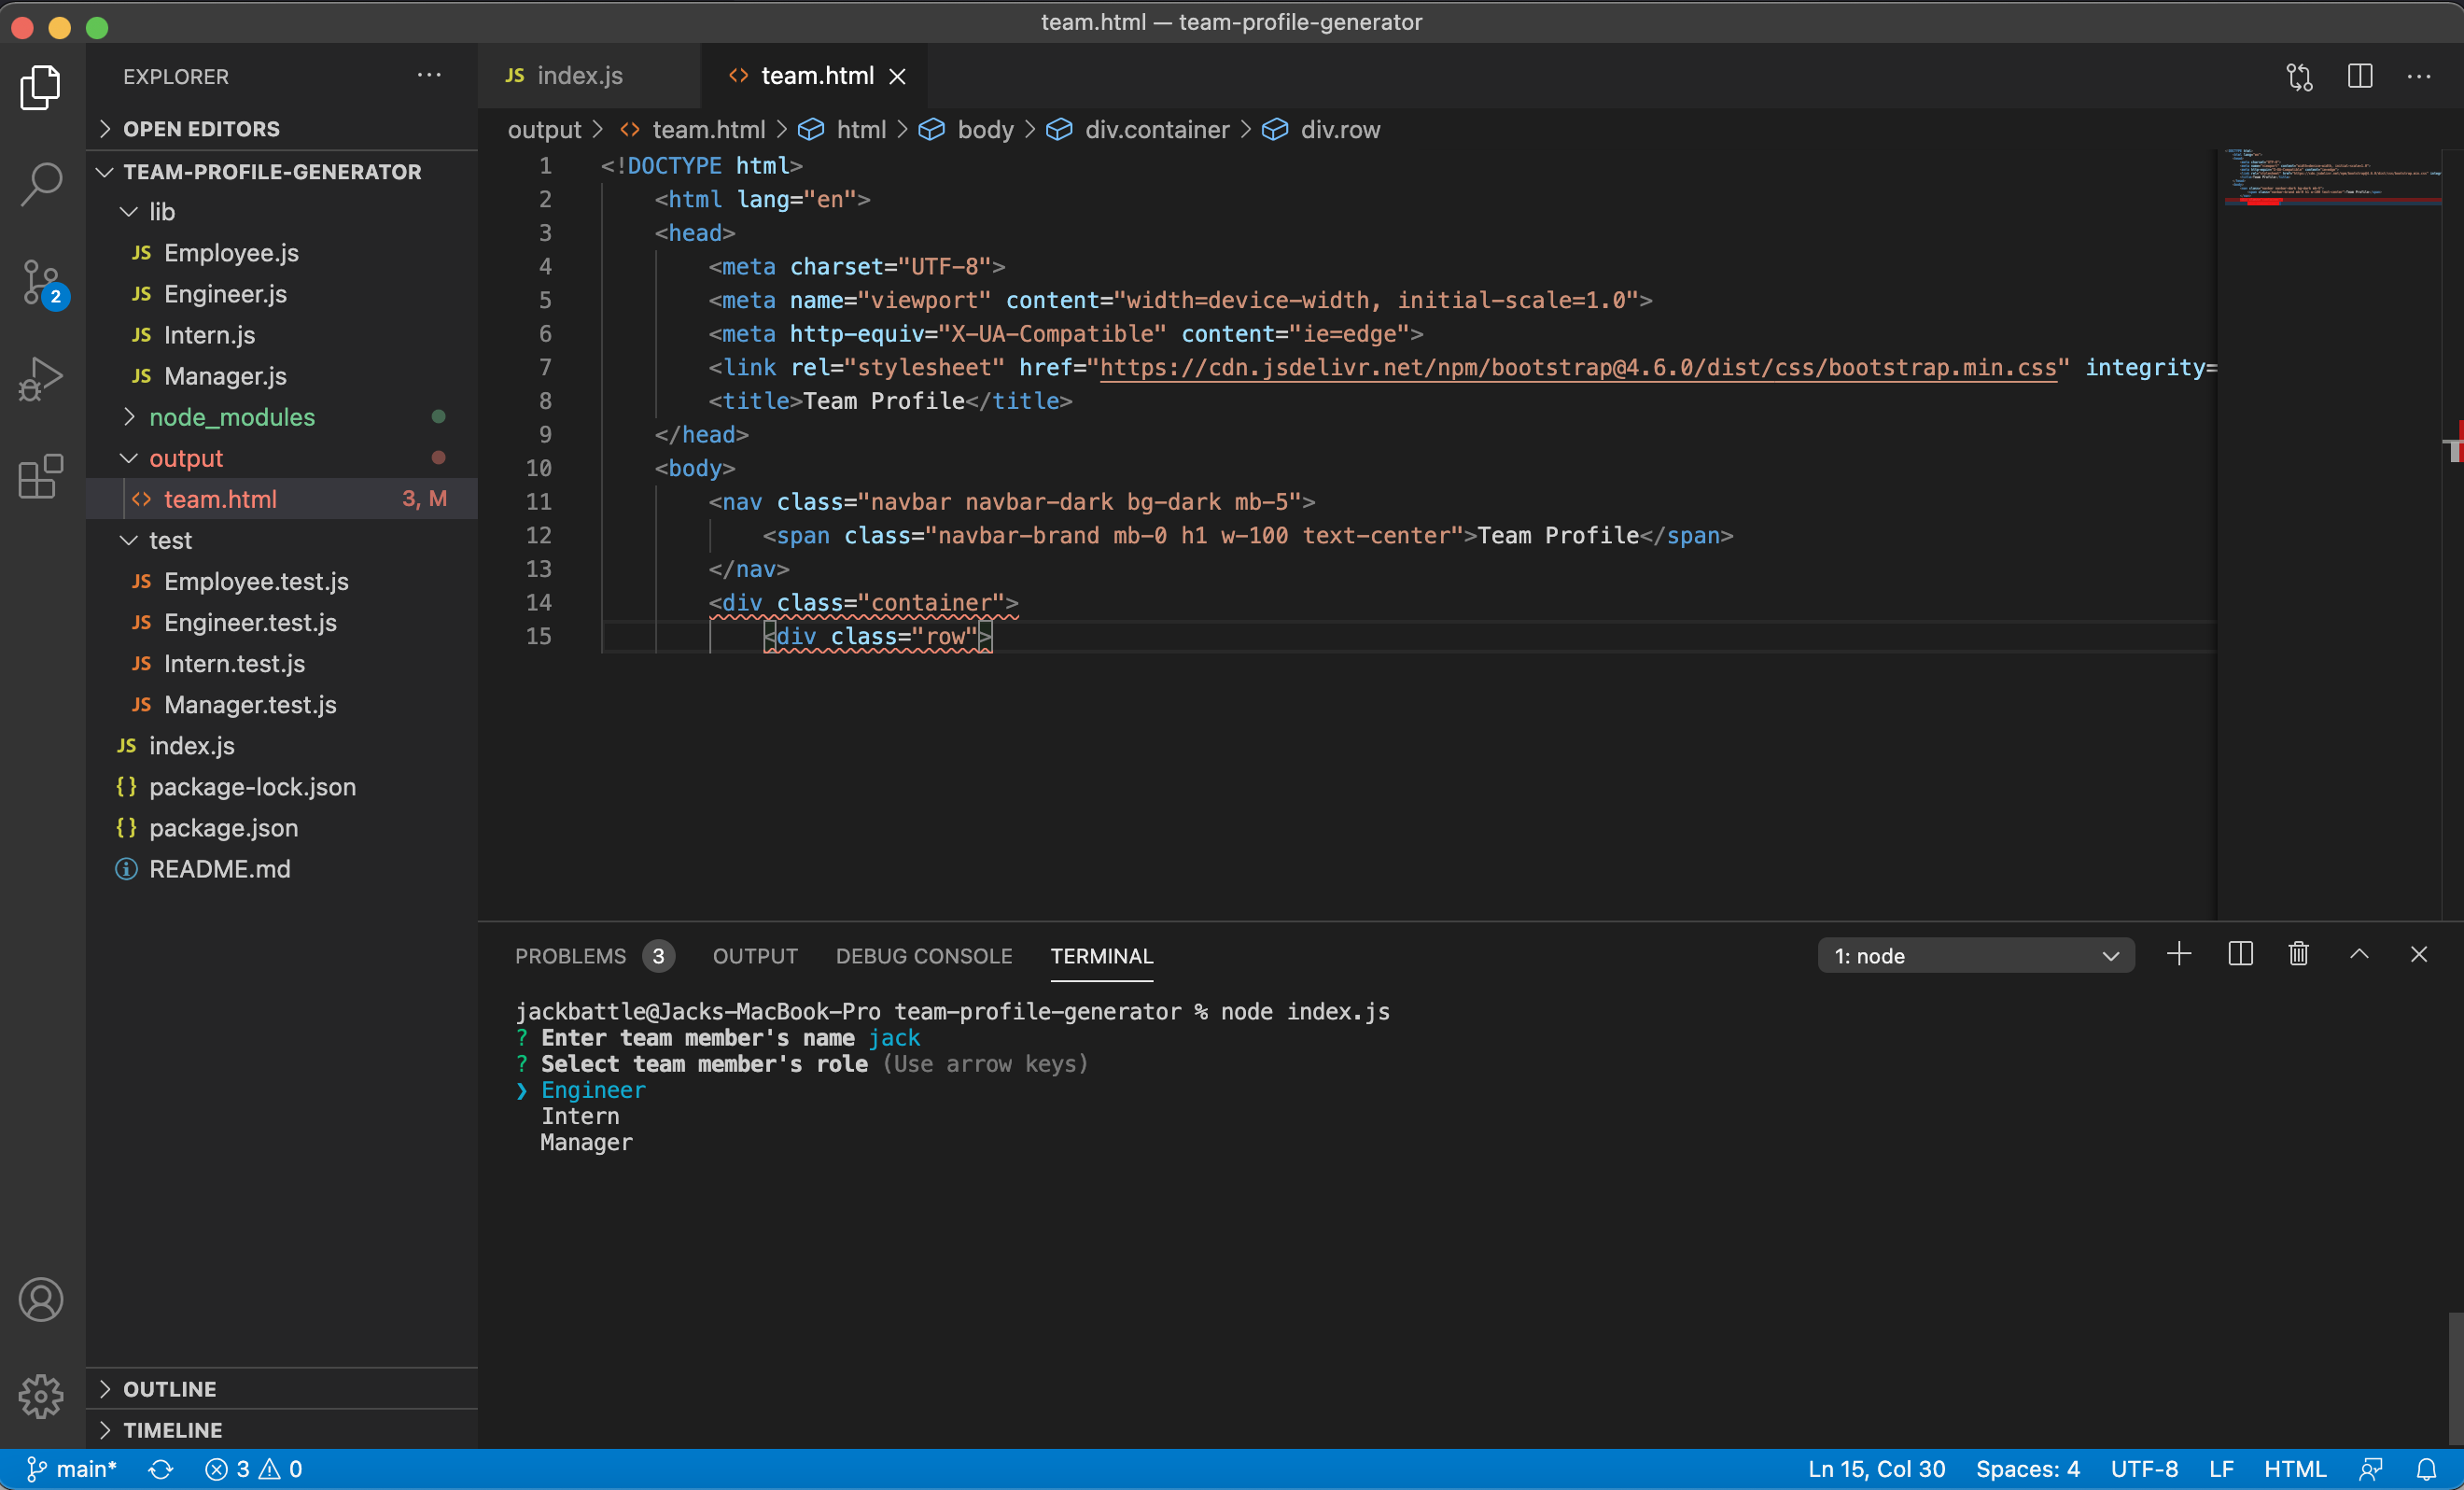 team.html — team-profile-generator
EXPLORER
OPEN EDITORS
TEAM-PROFILE-GENERATOR
lib
JS Employee.js
JS Engineer.js
JS Intern.js
JS Manager.js
node_modules
output
<> team.html 3, M
test
JS Employee.test.js
JS Engineer.test.js
JS Intern.test.js
JS Manager.test.js
JS index.js
{} package-lock.json
{} package.json
README.md
OUTLINE
TIMELINE
2
JS index.js
<> team.html
output > <> team.html > html > body > div.container > div.row
1 <!DOCTYPE html>
2 <html lang="en">
3 <head>
4 <meta charset="UTF-8">
5 <meta name="viewport" content="width=device-width, initial-scale=1.0">
6 <meta http-equiv="X-UA-Compatible" content="ie=edge">
7 <link rel="stylesheet" href="https://cdn.jsdelivr.net/npm/bootstrap@4.6.0/dist/css/bootstrap.min.css" integrity=
8 <title>Team Profile</title>
9 </head>
10 <body>
11 <nav class="navbar navbar-dark bg-dark mb-5">
12 <span class="navbar-brand mb-0 h1 w-100 text-center">Team Profile</span>
13 </nav>
14 <div class="container">
15 <div class="row">
PROBLEMS 3 OUTPUT DEBUG CONSOLE TERMINAL
1: node
jackbattle@Jacks-MacBook-Pro team-profile-generator % node index.js
? Enter team member's name jack
? Select team member's role (Use arrow keys)
❯ Engineer
Intern
Manager
main* 3 0
Ln 15, Col 30 Spaces: 4 UTF-8 LF HTML